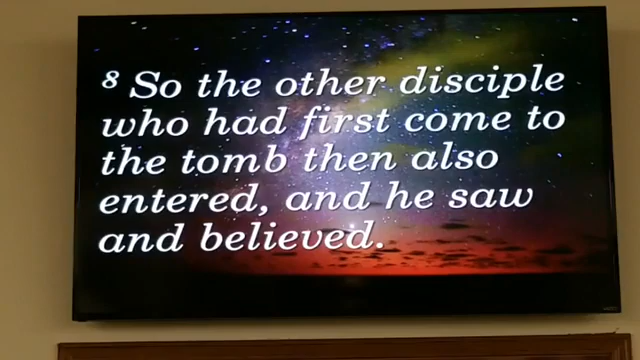 8 So the other disciple
who had first come to
the tomb then also
entered, and he saw
and believed.